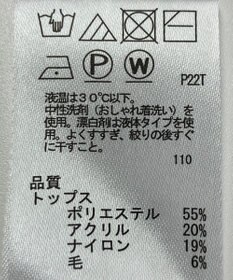 P W
P22T
液温は30℃以下。
中性洗剤（おしゃれ着洗い）を
使用。漂白剤は液体タイプを使
用。よくすすぎ、絞りの後すぐ
に干すこと。
110
品質
トップス
ポリエステル 55%
アクリル 20%
ナイロン 19%
毛 6%